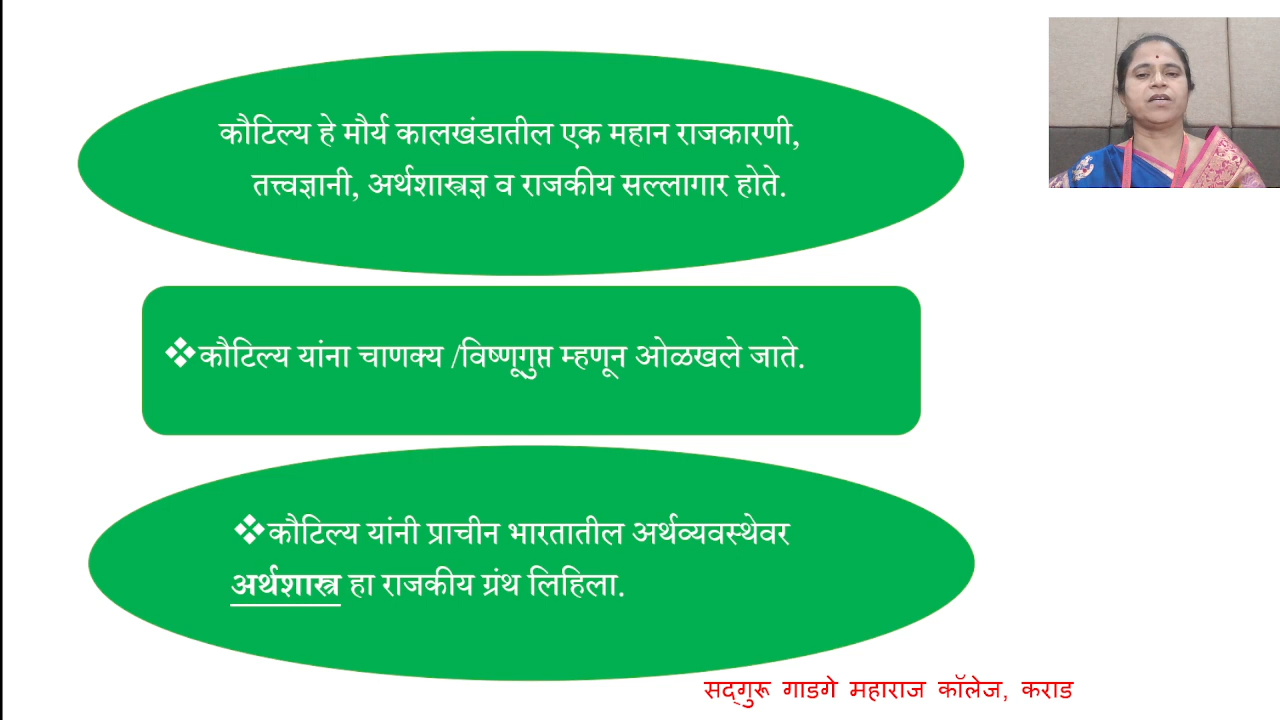 कौटिल्य हे मौर्य कालखंडातील एक महान राजकारणी,
तत्त्वज्ञानी, अर्थशास्त्रज्ञ व राजकीय सल्लागार होते.
❖कौटिल्य यांना चाणक्य /विष्णूगुप्त म्हणून ओळखले जाते.
❖कौटिल्य यांनी प्राचीन भारतातील अर्थव्यवस्थेवर
अर्थशास्त्र हा राजकीय ग्रंथ लिहिला.
सद्‌गुरू गाडगे महाराज कॉलेज, कराड